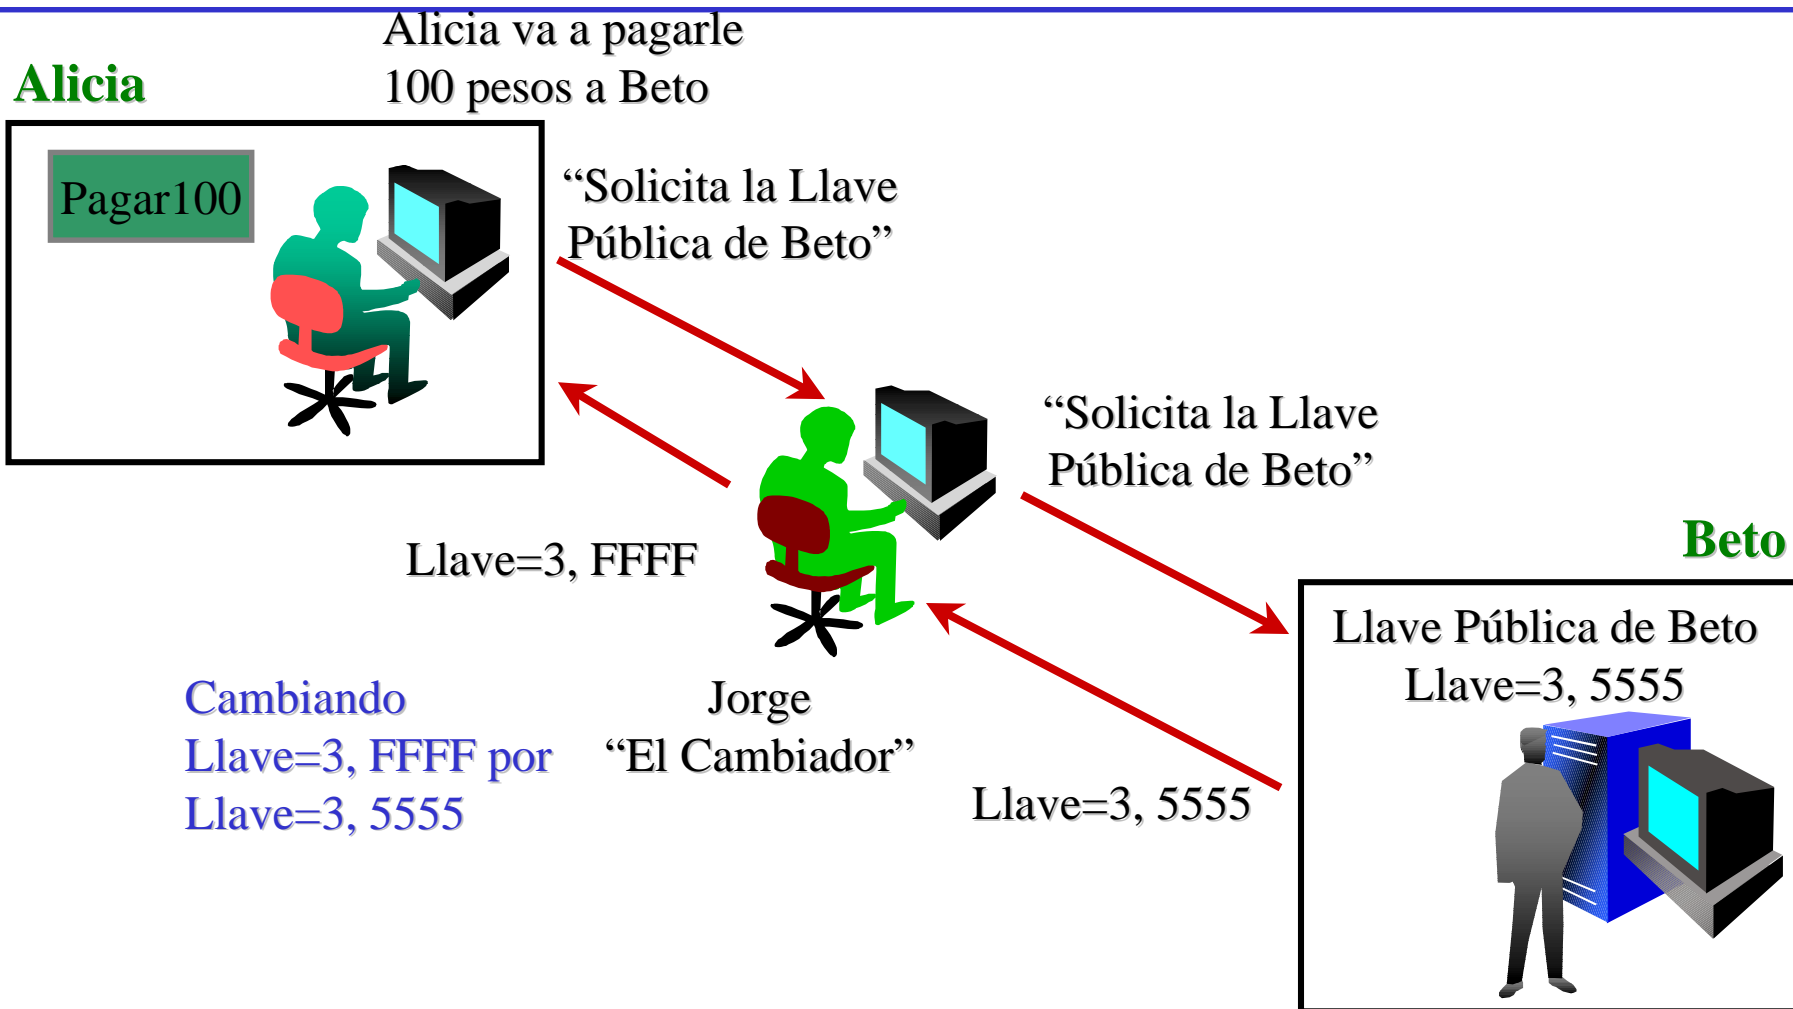 Alicia va a pagarle
100 pesos a Beto
Alicia
Pagar100
“Solicita la Llave
Pública de Beto”
“Solicita la Llave
Pública de Beto”
Beto
Llave=3, FFFF
Llave Pública de Beto
Llave=3, 5555
Cambiando
Llave=3, FFFF por
Llave=3, 5555
Jorge
“El Cambiador”
Llave=3, 5555